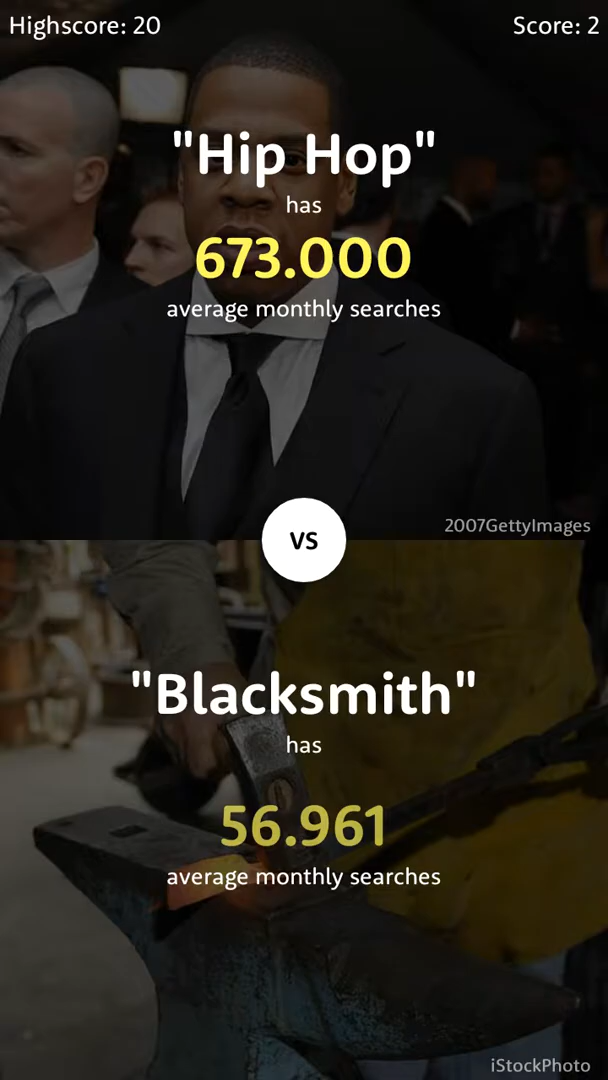 Highscore: 20
Score: 2
"Hip Hop"
has
673.000
average monthly searches
2007GettyImages
VS
"Blacksmith"
has
56.961
average monthly searches
iStockPhoto